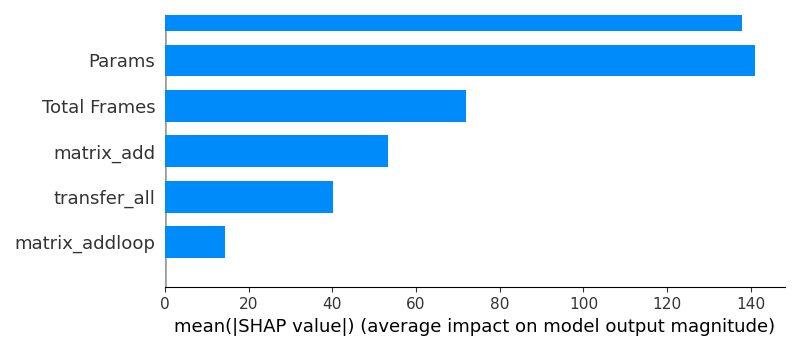 Params
Total Frames
matrix_add
transfer_all
matrix_addloop
0 20 40 60 80 100 120 140
mean(|SHAP value|) (average impact on model output magnitude)